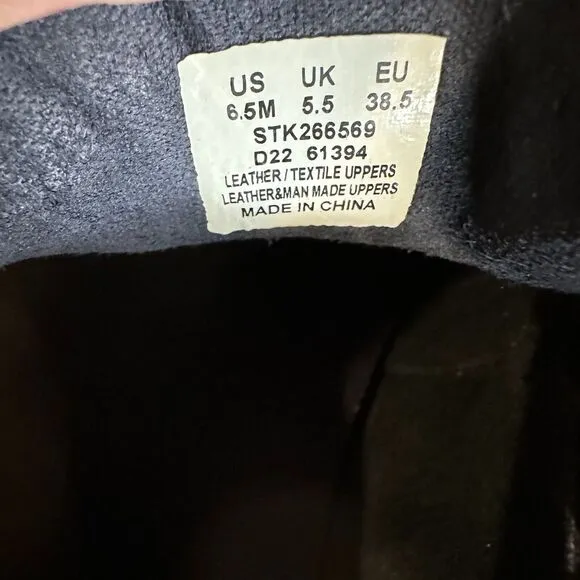 US UK EU
6.5M 5.5 38.5
STK266569
D22 61394
LEATHER/TEXTILE UPPERS
LEATHER&MAN MADE UPPERS
MADE IN CHINA